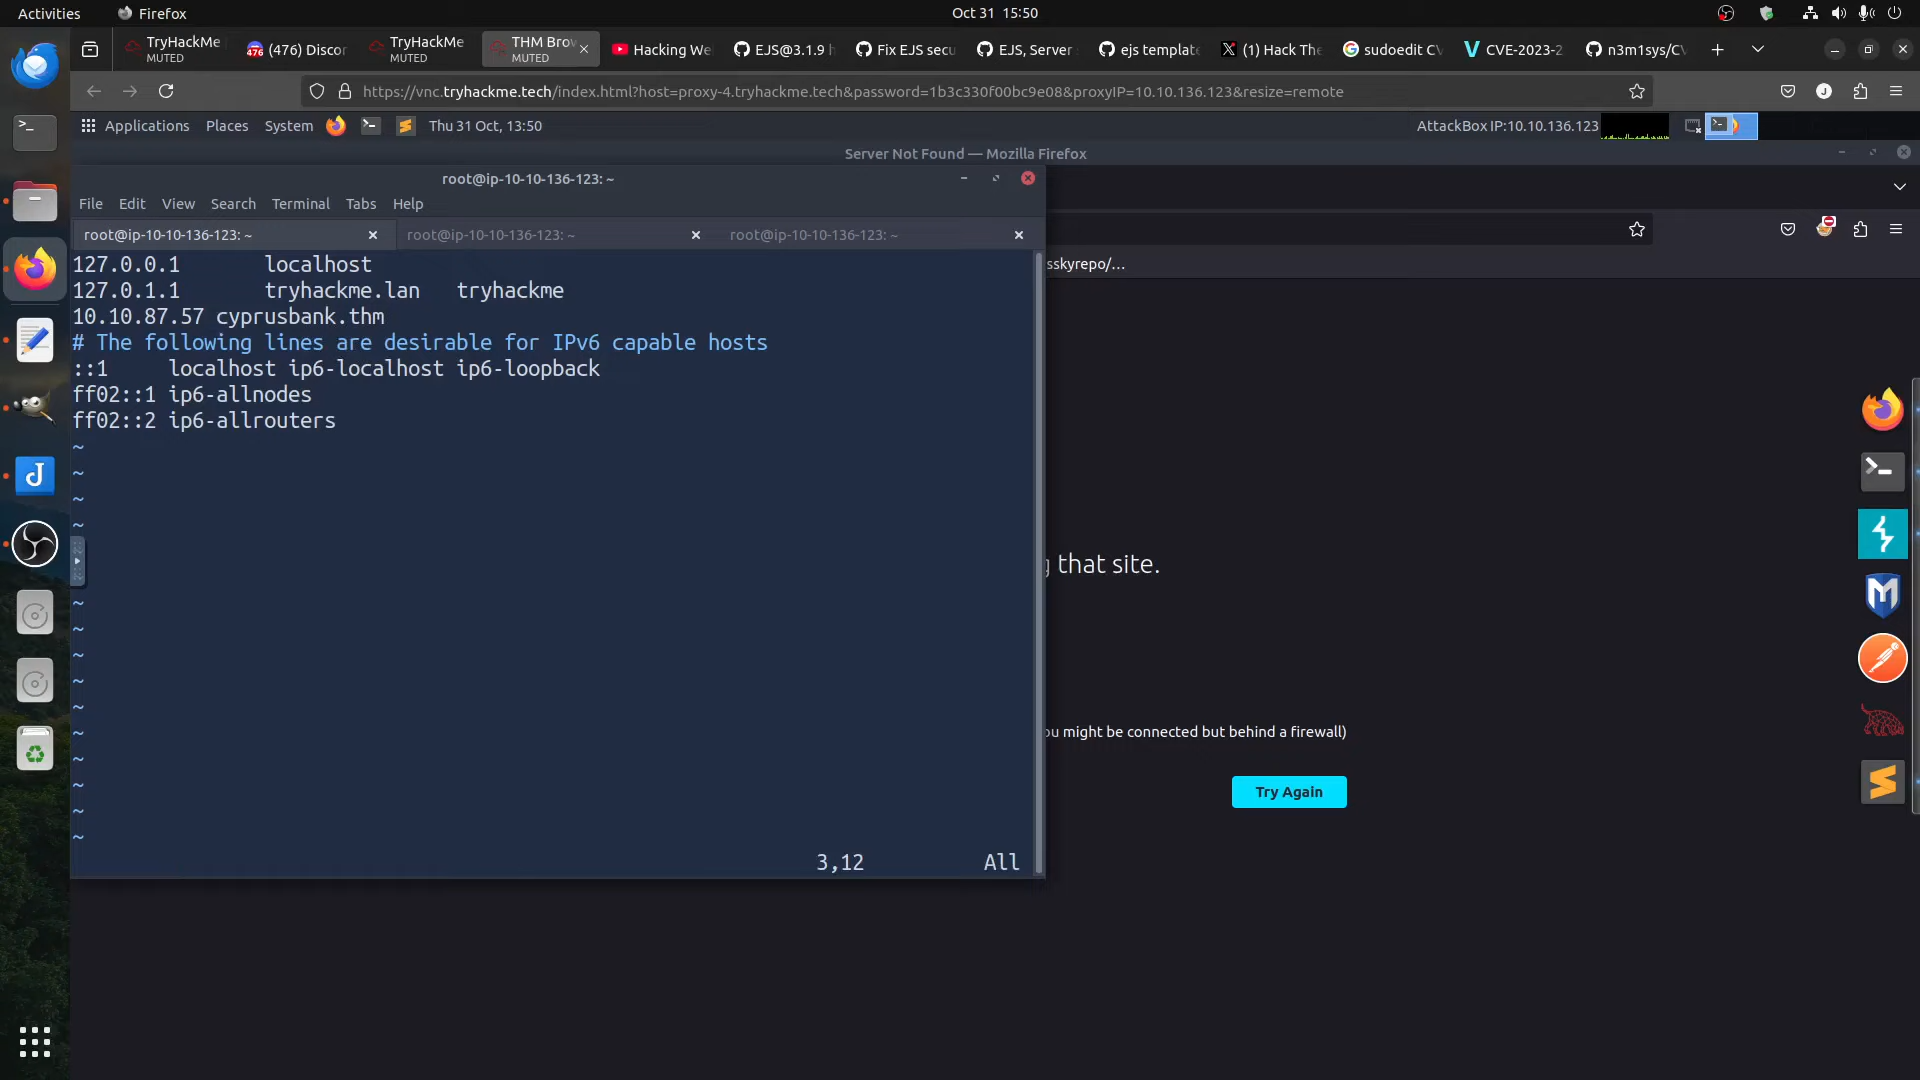 Activities
Firefox
Oct 31 15:50
TryHackMe
MUTED
476
(476) Discor
TryHackMe
MUTED
THM Brow
MUTED
Hacking We
EJS@3.1.9 h
Fix EJS secu
EJS, Server
ejs template
(1) Hack The
sudoedit CV
CVE-2023-2
n3m1sys/CV
https://vnc.tryhackme.tech/index.html?host=proxy-4.tryhackme.tech&password=1b3c330f00bc9e08&proxyIP=10.10.136.123&resize=remote
Applications
Places
System
Thu 31 Oct, 13:50
AttackBox IP:10.10.136.123
Server Not Found — Mozilla Firefox
root@ip-10-10-136-123: ~
File Edit View Search Terminal Tabs Help
root@ip-10-10-136-123: ~
root@ip-10-10-136-123: ~
root@ip-10-10-136-123: ~
sskyrepo/...
127.0.0.1 localhost
127.0.1.1 tryhackme.lan tryhackme
10.10.87.57 cyprusbank.thm
# The following lines are desirable for IPv6 capable hosts
::1 localhost ip6-localhost ip6-loopback
ff02::1 ip6-allnodes
ff02::2 ip6-allrouters
~
~
~
~
~
~
~
~
~
~
~
~
~
~
3,12 All
that site.
ou might be connected but behind a firewall)
Try Again